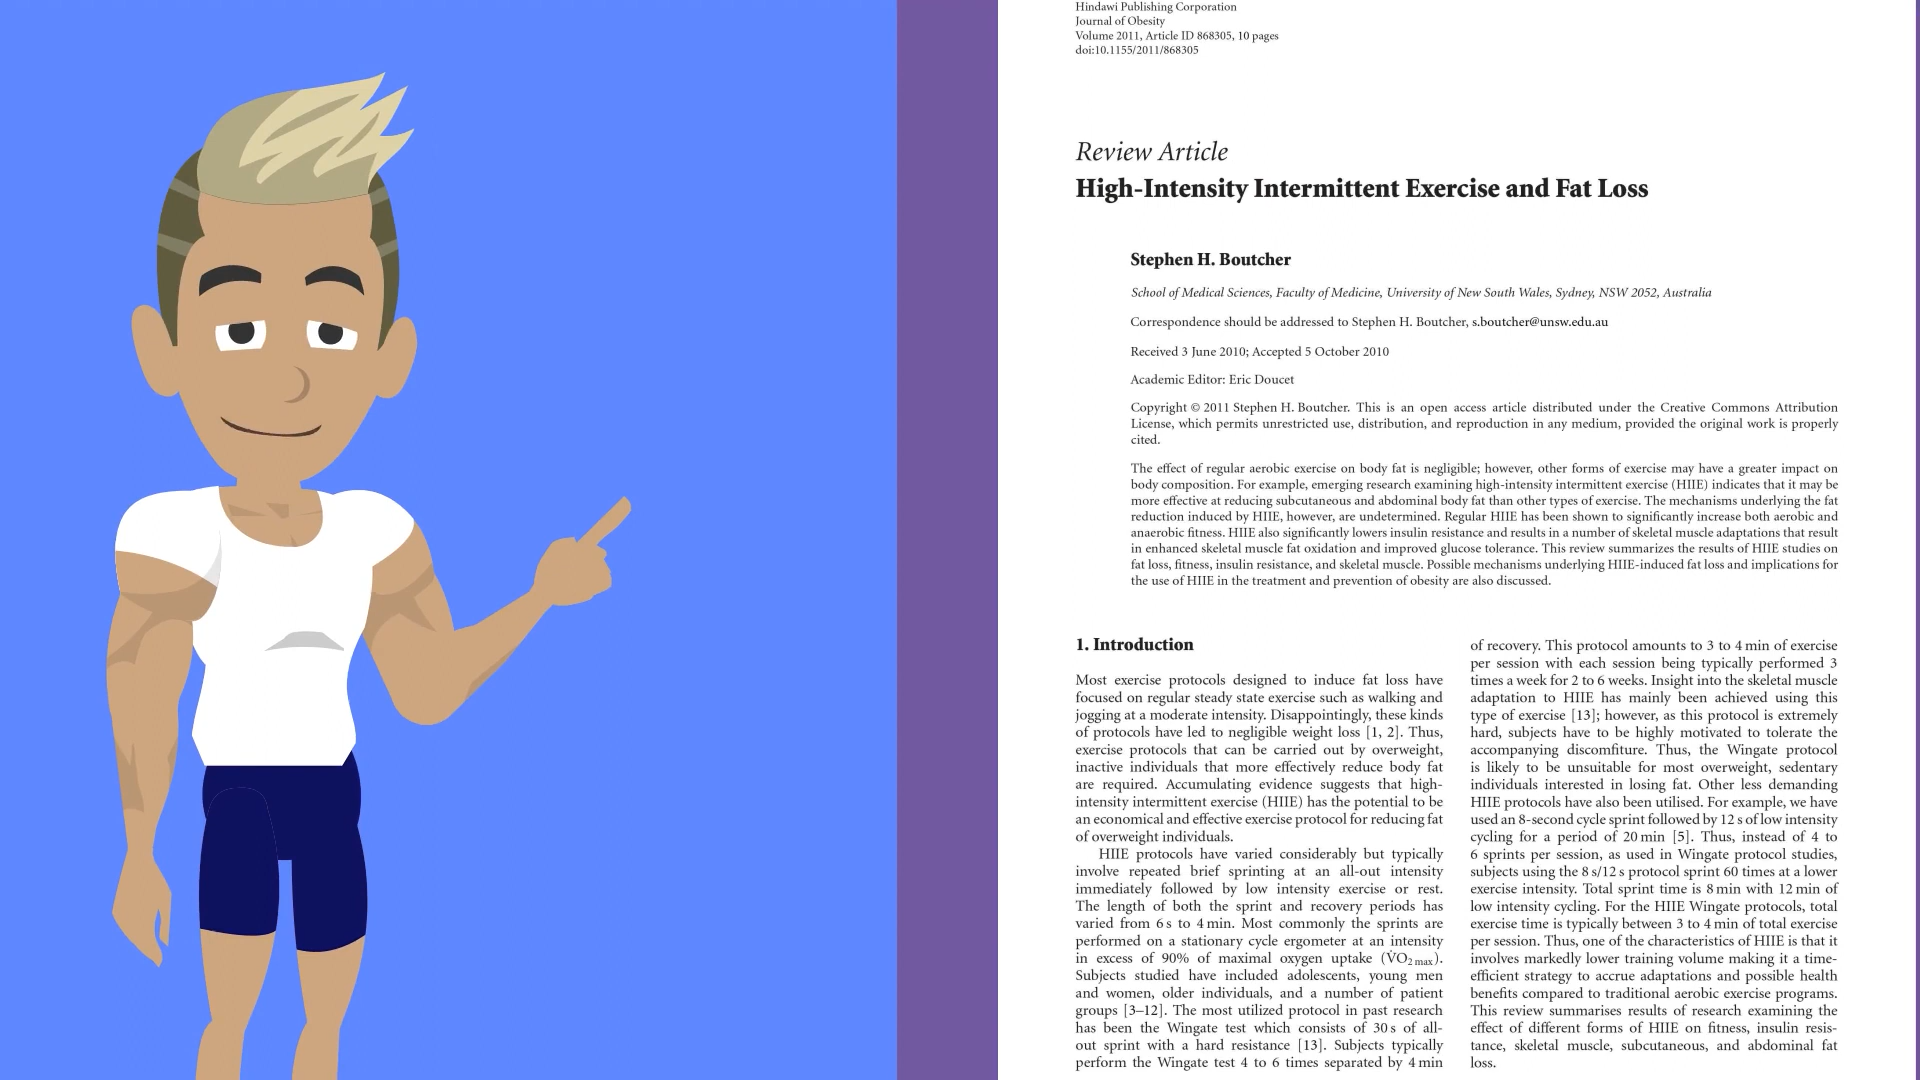 Hindawi Publishing Corporation
Journal of Obesity
Volume 2011, Article ID 868305, 10 pages
doi:10.1155/2011/868305
Review Article
High-Intensity Intermittent Exercise and Fat Loss
Stephen H. Boutcher
School of Medical Sciences, Faculty of Medicine, University of New South Wales, Sydney, NSW 2052, Australia
Correspondence should be addressed to Stephen H. Boutcher, s.boutcher@unsw.edu.au
Received 3 June 2010; Accepted 5 October 2010
Academic Editor: Eric Doucet
Copyright © 2011 Stephen H. Boutcher. This is an open access article distributed under the Creative Commons Attribution
License, which permits unrestricted use, distribution, and reproduction in any medium, provided the original work is properly
cited.
The effect of regular aerobic exercise on body fat is negligible; however, other forms of exercise may have a greater impact on
body composition. For example, emerging research examining high-intensity intermittent exercise (HIIE) indicates that it may be
more effective at reducing subcutaneous and abdominal body fat than other types of exercise. The mechanisms underlying the fat
reduction induced by HIIE, however, are undetermined. Regular HIIE has been shown to significantly increase both aerobic and
anaerobic fitness. HIIE also significantly lowers insulin resistance and results in a number of skeletal muscle adaptations that result
in enhanced skeletal muscle fat oxidation and improved glucose tolerance. This review summarizes the results of HIIE studies on
fat loss, fitness, insulin resistance, and skeletal muscle. Possible mechanisms underlying HIIE-induced fat loss and implications for
the use of HIIE in the treatment and prevention of obesity are also discussed.
1. Introduction
Most exercise protocols designed to induce fat loss have
focused on regular steady state exercise such as walking and
jogging at a moderate intensity. Disappointingly, these kinds
of protocols have led to negligible weight loss [1, 2]. Thus,
exercise protocols that can be carried out by overweight,
inactive individuals that more effectively reduce body fat
are required. Accumulating evidence suggests that high-
intensity intermittent exercise (HIIE) has the potential to be
an economical and effective exercise protocol for reducing fat
of overweight individuals.
HIIE protocols have varied considerably but typically
involve repeated brief sprinting at an all-out intensity
immediately followed by low intensity exercise or rest.
The length of both the sprint and recovery periods has
varied from 6 s to 4 min. Most commonly the sprints are
performed on a stationary cycle ergometer at an intensity
in excess of 90% of maximal oxygen uptake (V̇O2 max).
Subjects studied have included adolescents, young men
and women, older individuals, and a number of patient
groups [3–12]. The most utilized protocol in past research
has been the Wingate test which consists of 30 s of all-
out sprint with a hard resistance [13]. Subjects typically
perform the Wingate test 4 to 6 times separated by 4 min
of recovery. This protocol amounts to 3 to 4 min of exercise
per session with each session being typically performed 3
times a week for 2 to 6 weeks. Insight into the skeletal muscle
adaptation to HIIE has mainly been achieved using this
type of exercise [13]; however, as this protocol is extremely
hard, subjects have to be highly motivated to tolerate the
accompanying discomfiture. Thus, the Wingate protocol
is likely to be unsuitable for most overweight, sedentary
individuals interested in losing fat. Other less demanding
HIIE protocols have also been utilised. For example, we have
used an 8-second cycle sprint followed by 12 s of low intensity
cycling for a period of 20 min [5]. Thus, instead of 4 to
6 sprints per session, as used in Wingate protocol studies,
subjects using the 8 s/12 s protocol sprint 60 times at a lower
exercise intensity. Total sprint time is 8 min with 12 min of
low intensity cycling. For the HIIE Wingate protocols, total
exercise time is typically between 3 to 4 min of total exercise
per session. Thus, one of the characteristics of HIIE is that it
involves markedly lower training volume making it a time-
efficient strategy to accrue adaptations and possible health
benefits compared to traditional aerobic exercise programs.
This review summarises results of research examining the
effect of different forms of HIIE on fitness, insulin resis-
tance, skeletal muscle, subcutaneous, and abdominal fat
loss.